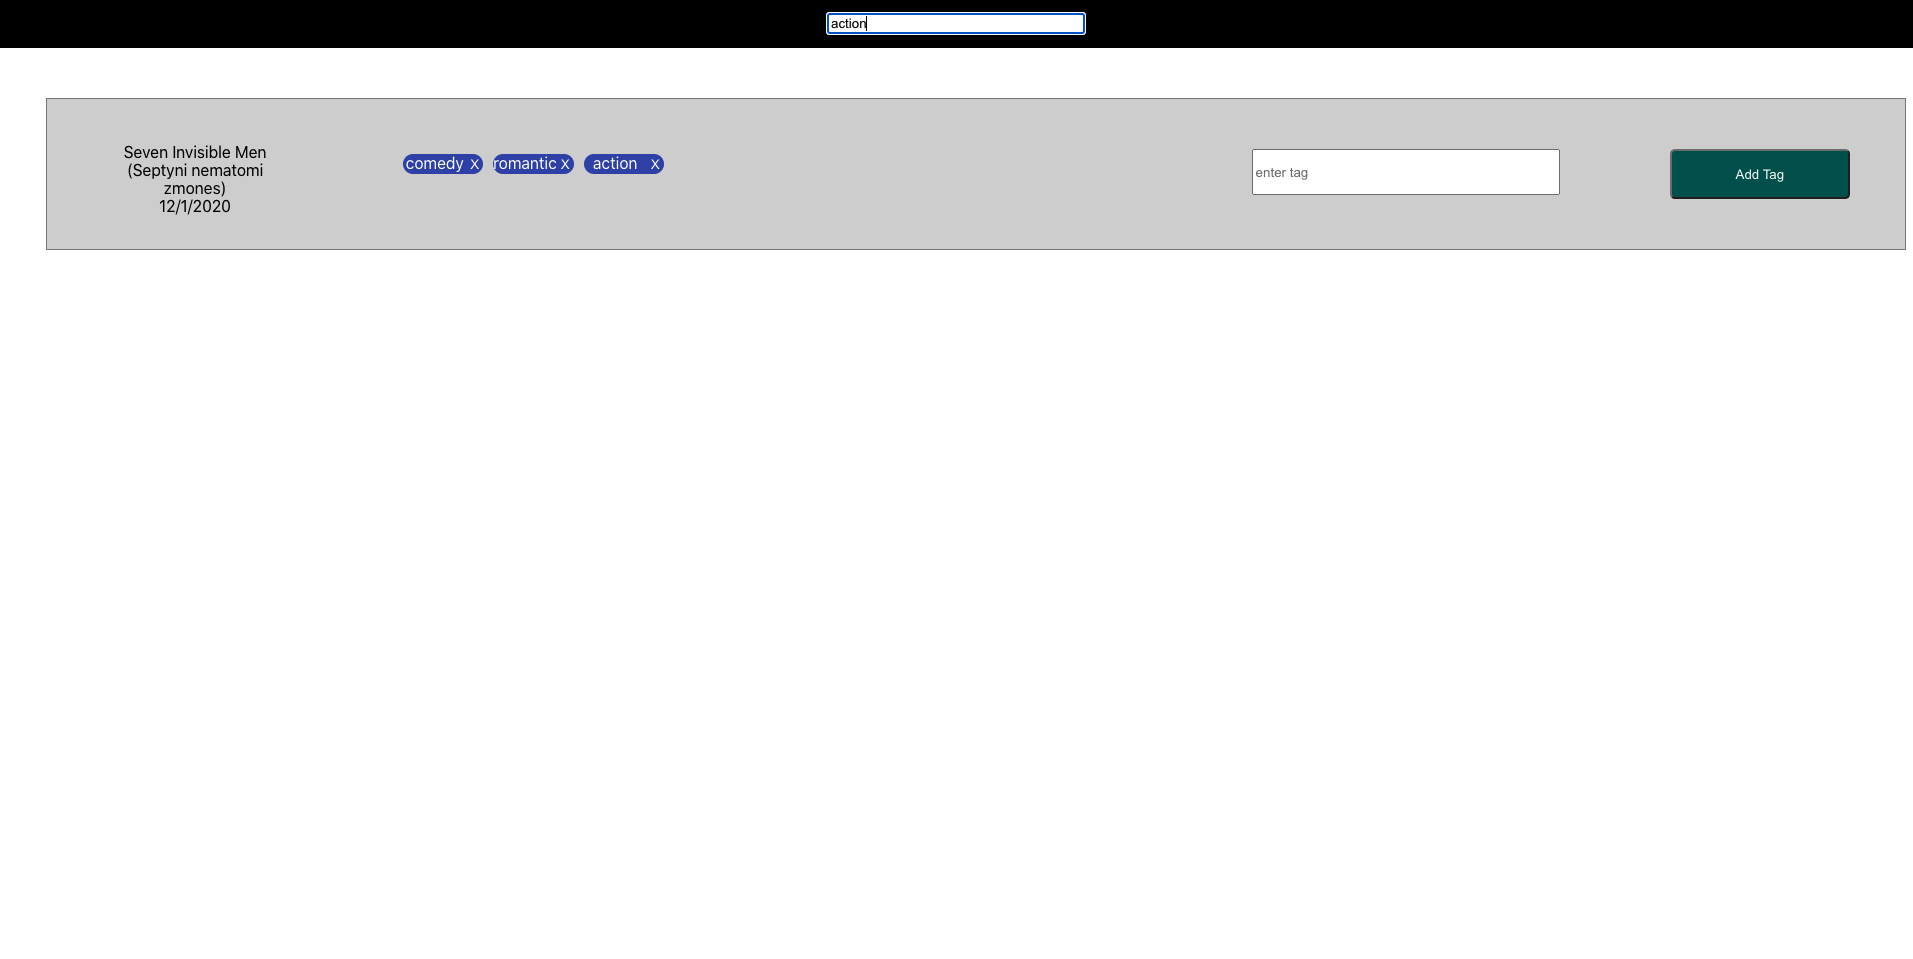 action
Seven Invisible Men
(Septyni nematomi
zmones)
12/1/2020
comedy X romantic X action X
enter tag
Add Tag